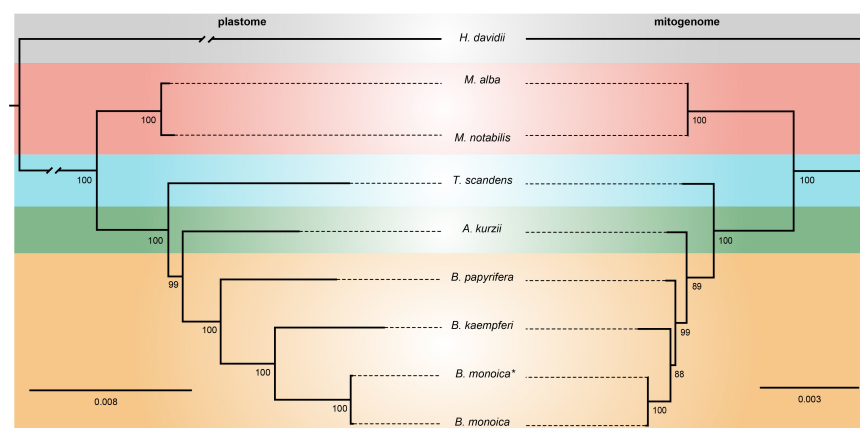 plastome
mitogenome
H. davidii
M. alba
100
100
M. notabilis
100
T. scandens
100
100
100
A. kurzii
99
B. papyrifera
89
100
B. kaempferi
99
100
B. monoica*
88
0.008
100
B. monoica
100
0.003